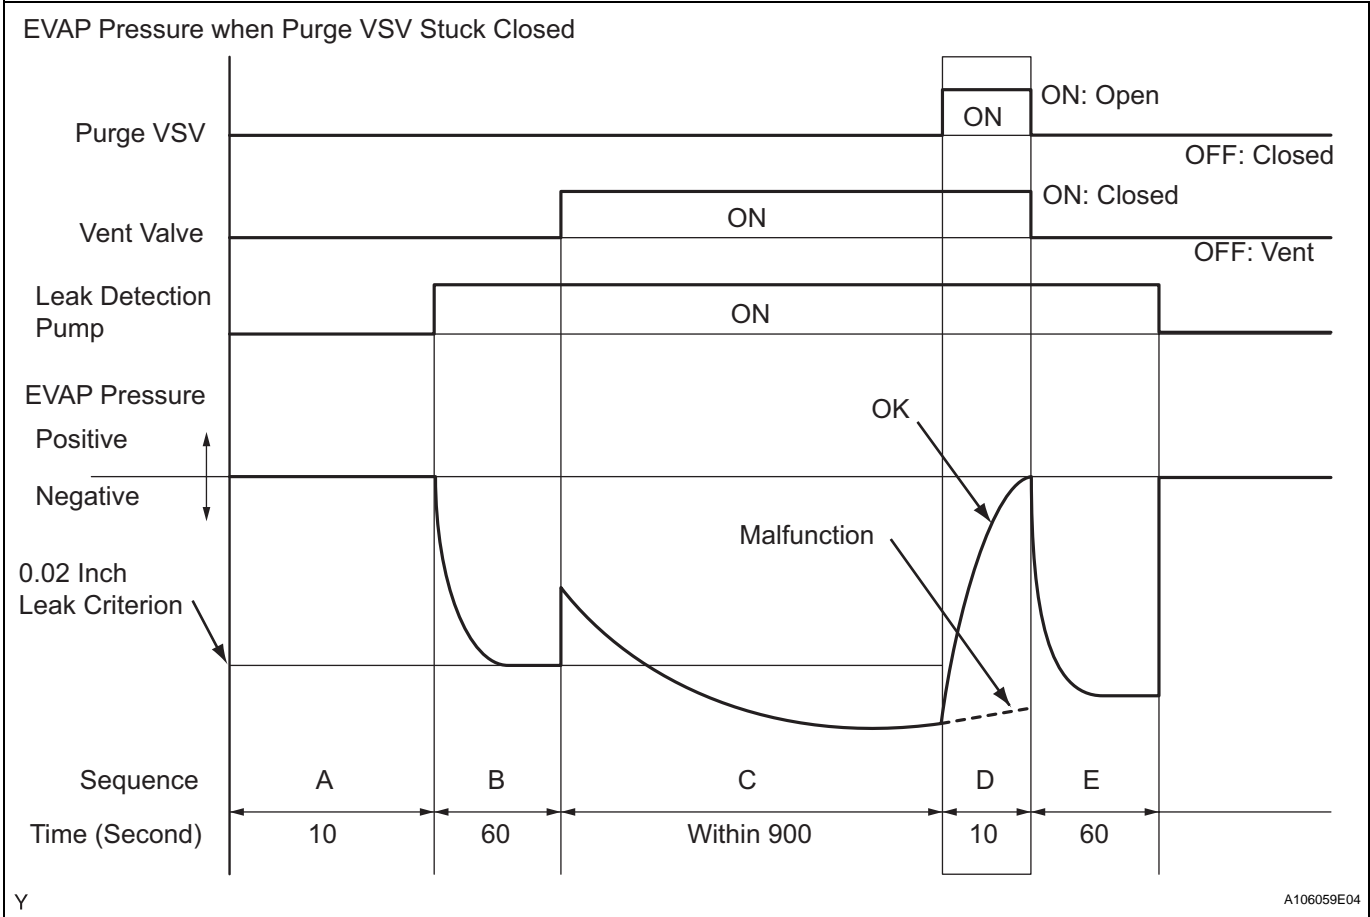 EVAP Pressure when Purge VSV Stuck Closed
ON: Open
ON
Purge VSV
OFF: Closed
ON: Closed
ON
Vent Valve
OFF: Vent
Leak Detection
Pump
ON
EVAP Pressure
OK
Positive
Negative
Malfunction
0.02 Inch
Leak Criterion
Sequence A B C D E
Time (Second) 10 60 Within 900 10 60
Y
A106059E04